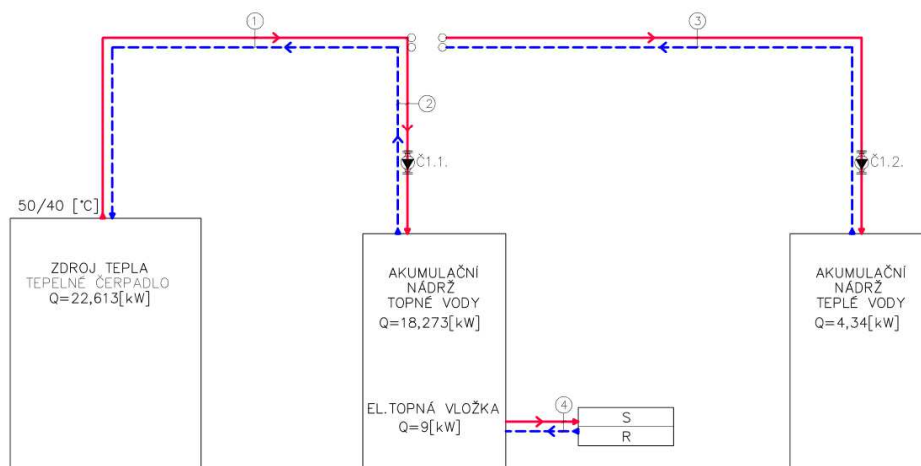 1
3
2
Č1.1.
Č1.2.
50/40 [°C]
ZDROJ TEPLA
TEPELNÉ ČERPADLO
Q=22,613[kW]
AKUMULAČNÍ
NÁDRŽ
TOPNÉ VODY
Q=18,273[kW]
AKUMULAČNÍ
NÁDRŽ
TEPLÉ VODY
Q=4,34[kW]
EL.TOPNÁ VLOŽKA
Q=9[kW]
4
S
R